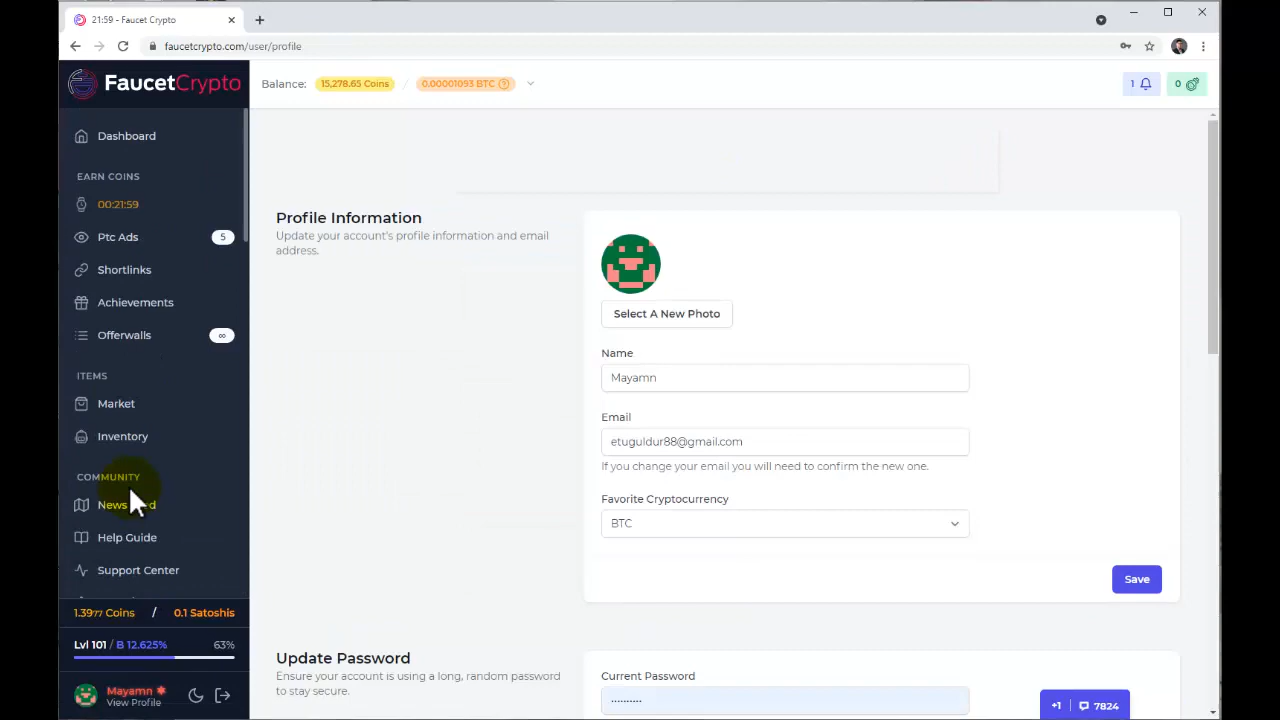 21:59 - Faucet Crypto
faucetcrypto.com/user/profile
FaucetCrypto
Balance: 15,278.65 Coins / 0.00001093 BTC
1
0
Dashboard
EARN COINS
00:21:59
Ptc Ads 5
Shortlinks
Achievements
Offerwalls ∞
ITEMS
Market
Inventory
COMMUNITY
News
Help Guide
Support Center
1.3977 Coins / 0.1 Satoshis
Lvl 101 / B 12.625% 63%
Mayamn
View Profile
Profile Information
Update your account's profile information and email
address.
Select A New Photo
Name
Mayamn
Email
etuguldur88@gmail.com
If you change your email you will need to confirm the new one.
Favorite Cryptocurrency
BTC
Save
Update Password
Ensure your account is using a long, random password
to stay secure.
Current Password
··········
+1 | 7824